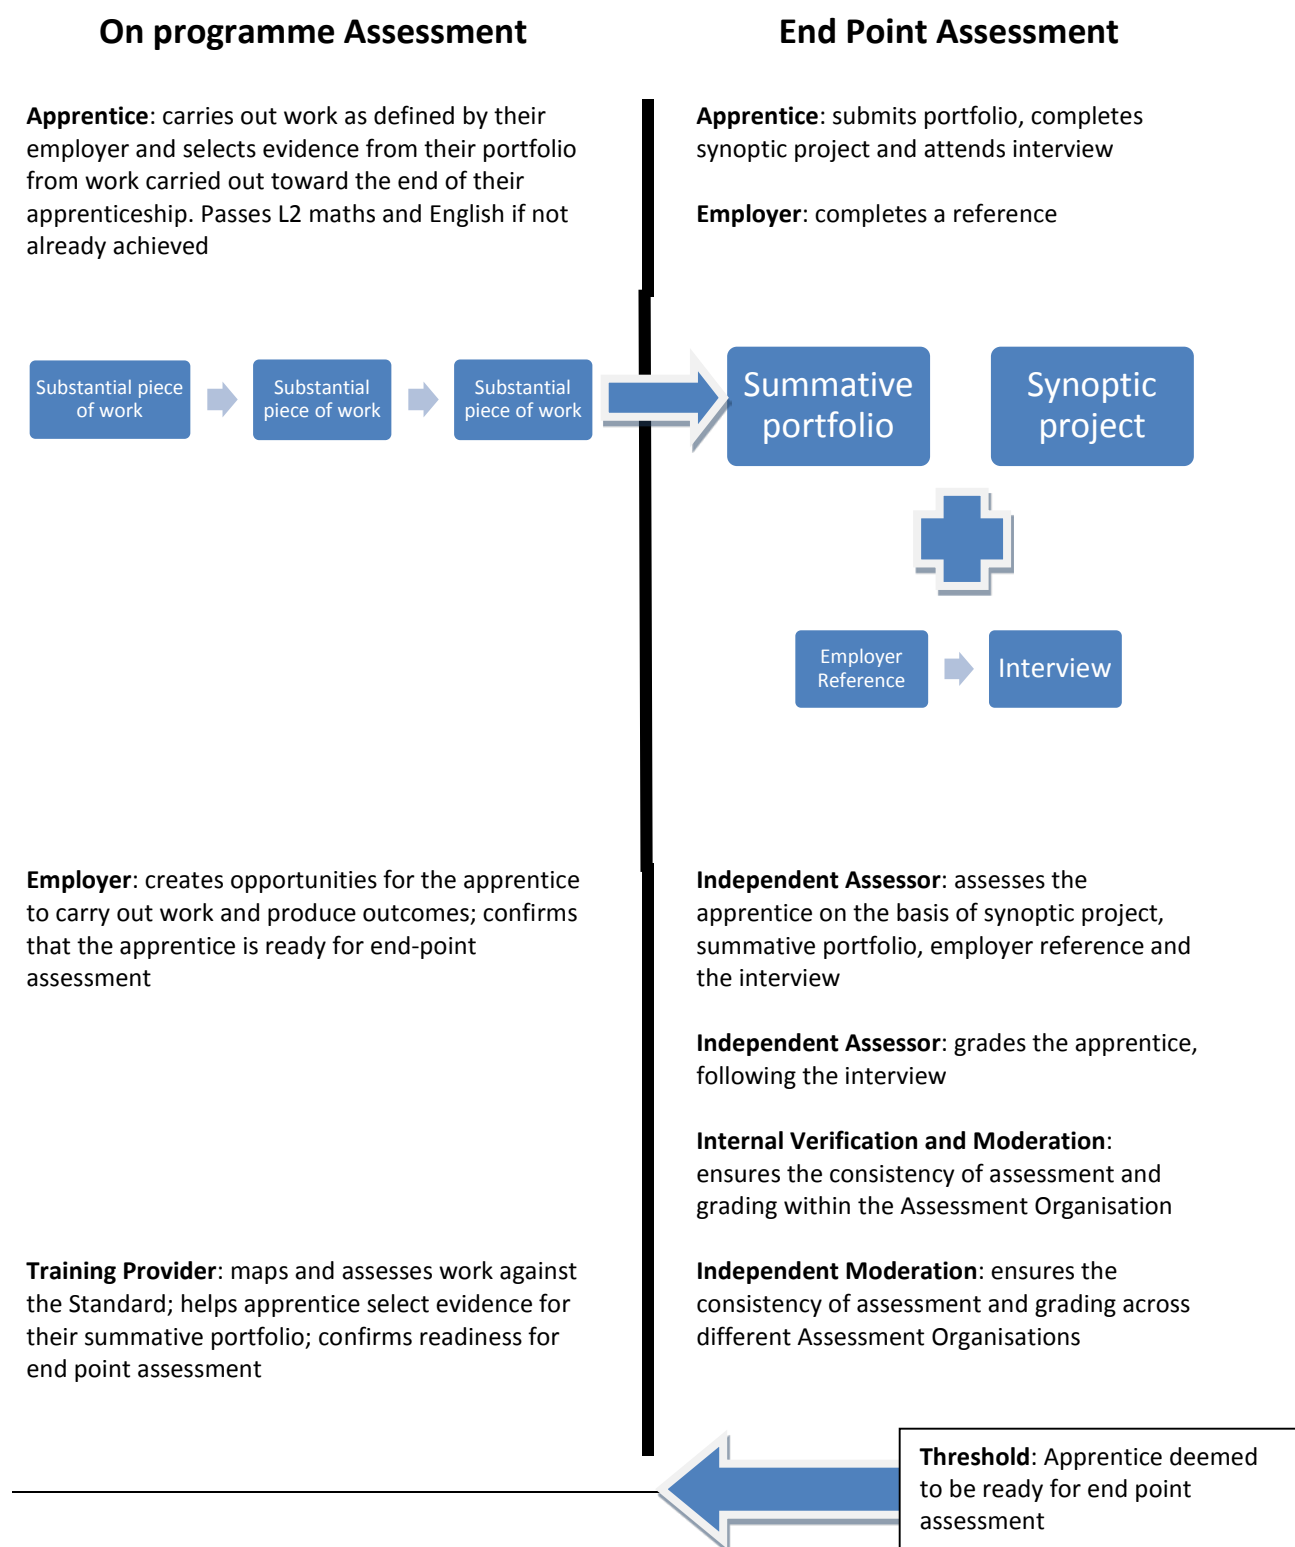 On programme Assessment
Apprentice: carries out work as defined by their
employer and selects evidence from their portfolio
from work carried out toward the end of their
apprenticeship. Passes L2 maths and English if not
already achieved
Substantial piece
of work
Substantial
piece of work
Substantial
piece of work
Employer: creates opportunities for the apprentice
to carry out work and produce outcomes; confirms
that the apprentice is ready for end-point
assessment
Training Provider: maps and assesses work against
the Standard; helps apprentice select evidence for
their summative portfolio; confirms readiness for
end point assessment
End Point Assessment
Apprentice: submits portfolio, completes
synoptic project and attends interview
Employer: completes a reference
Summative
portfolio
Synoptic
project
Employer
Reference
Interview
Independent Assessor: assesses the
apprentice on the basis of synoptic project,
summative portfolio, employer reference and
the interview
Independent Assessor: grades the apprentice,
following the interview
Internal Verification and Moderation:
ensures the consistency of assessment and
grading within the Assessment Organisation
Independent Moderation: ensures the
consistency of assessment and grading across
different Assessment Organisations
Threshold: Apprentice deemed
to be ready for end point
assessment